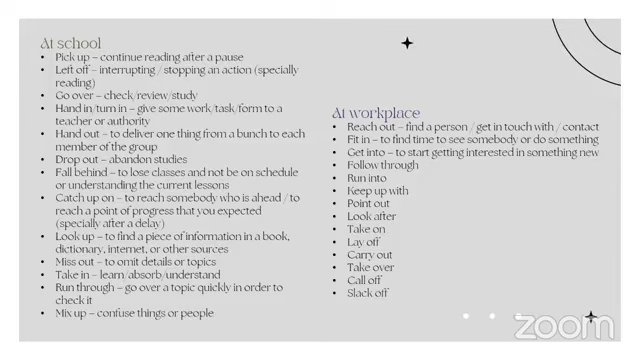 At school
• Pick up – continue reading after a pause
• Left off – interrupting / stopping an action (specially
reading)
• Go over – check/review/study
• Hand in/turn in – give some work/task/form to a
teacher or authority
• Hand out – to deliver one thing from a bunch to each
member of the group
• Drop out – abandon studies
• Fall behind – to lose classes and not be on schedule
or understanding the current lessons
• Catch up on – to reach somebody who is ahead / to
reach a point of progress that you expected
(specially after a delay)
• Look up – to find a piece of information in a book,
dictionary, internet, or other sources
• Miss out – to omit details or topics
• Take in – learn/absorb/understand
• Run through – go over a topic quickly in order to
check it
• Mix up – confuse things or people
At workplace
• Reach out – find a person / get in touch with / contact
• Fit in – to find time to see somebody or do something
• Get into – to start getting interested in something new
• Follow through
• Run into
• Keep up with
• Point out
• Look after
• Take on
• Lay off
• Carry out
• Take over
• Call off
• Slack off
zoom